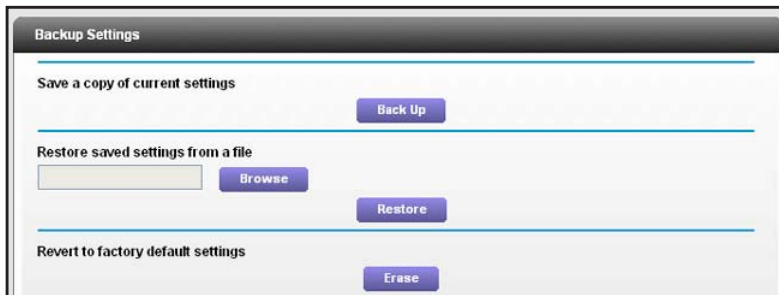 Backup Settings
Save a copy of current settings
Back Up
Restore saved settings from a file
Browse
Restore
Revert to factory default settings
Erase